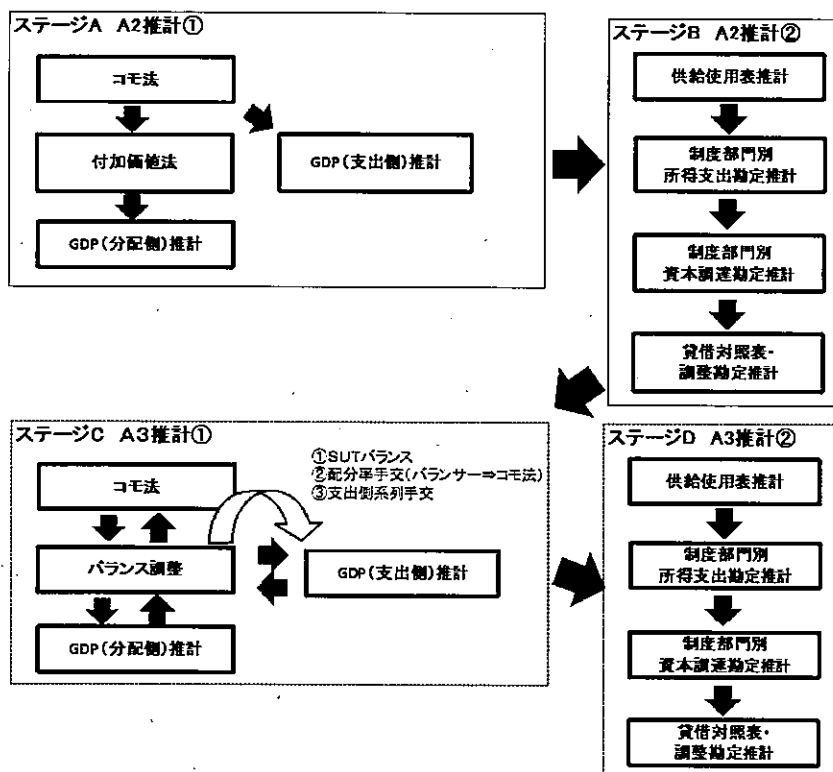 ステージA A2推計①
コモ法
付加価値法
GDP(支出側)推計
GDP(分配側)推計
ステージB A2推計②
供給使用表推計
制度部門別
所得支出勘定推計
制度部門別
資本調達勘定推計
貸借対照表・
調整勘定推計
ステージC A3推計①
①SUTバランス
②配分率手交(バランサー⇒コモ法)
③支出側系列手交
コモ法
バランス調整
GDP(支出側)推計
GDP(分配側)推計
ステージD A3推計②
供給使用表推計
制度部門別
所得支出勘定推計
制度部門別
資本調達勘定推計
貸借対照表・
調整勘定推計